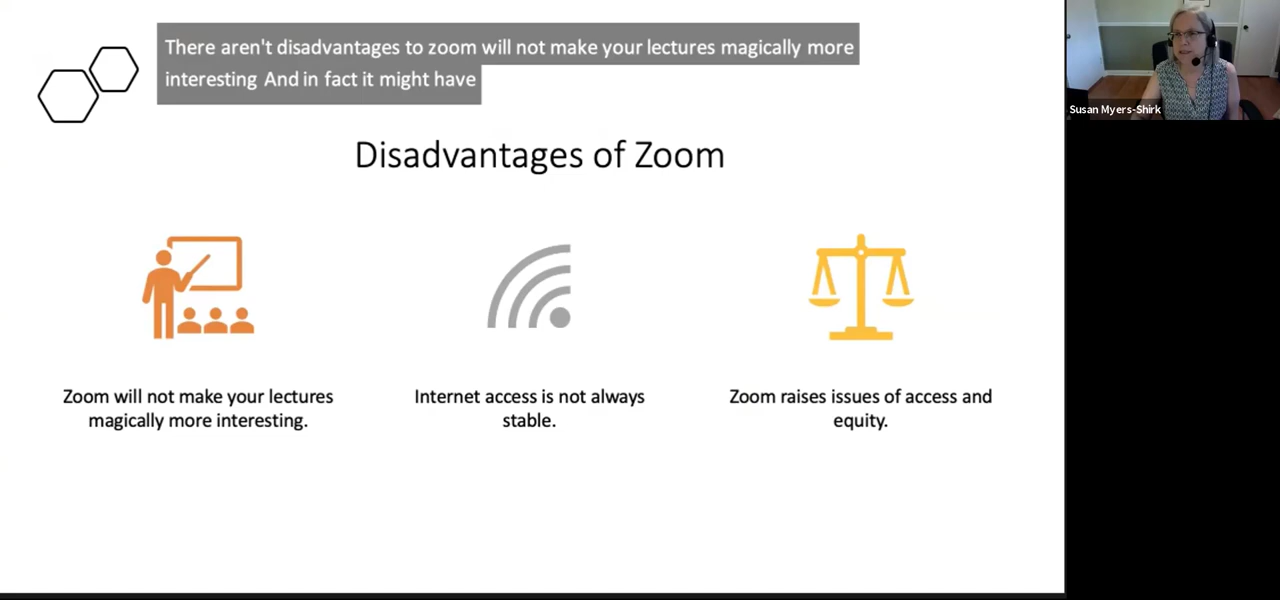 There aren't disadvantages to zoom will not make your lectures magically more
interesting And in fact it might have
Susan Myers-Shirk
Disadvantages of Zoom
Zoom will not make your lectures
magically more interesting.
Internet access is not always
stable.
Zoom raises issues of access and
equity.